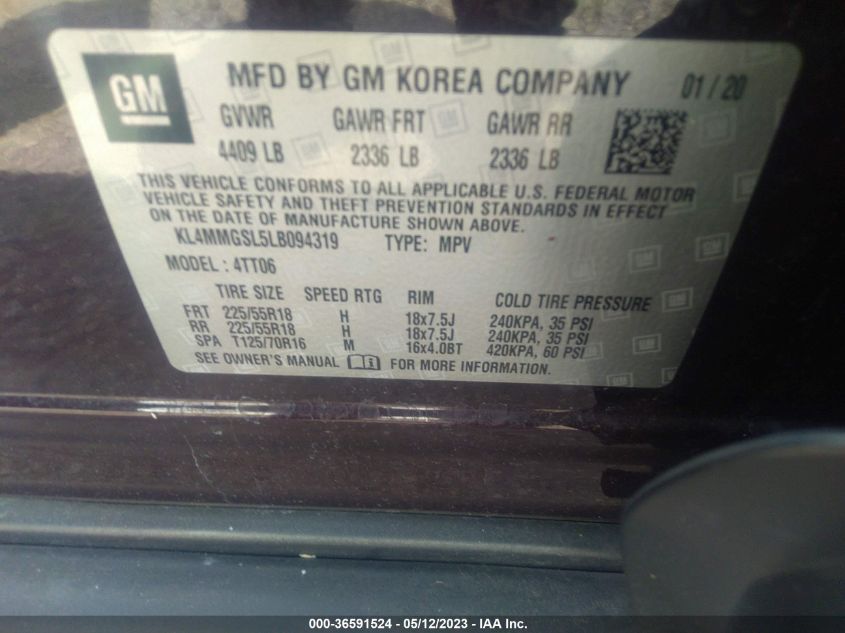 GM MFD BY GM KOREA COMPANY 01/20
GVWR GAWR FRT GAWR RR
4409 LB 2336 LB 2336 LB
THIS VEHICLE CONFORMS TO ALL APPLICABLE U.S. FEDERAL MOTOR
VEHICLE SAFETY AND THEFT PREVENTION STANDARDS IN EFFECT
ON THE DATE OF MANUFACTURE SHOWN ABOVE.
KL4MMGSL5LB094319 TYPE: MPV
MODEL: 4TT06
TIRE SIZE SPEED RTG RIM COLD TIRE PRESSURE
FRT 225/55R18 H 18x7.5J 240KPA, 35 PSI
RR 225/55R18 H 18x7.5J 240KPA, 35 PSI
SPA T125/70R16 M 16x4.0BT 420KPA, 60 PSI
SEE OWNER'S MANUAL FOR MORE INFORMATION.
000-36591524 - 05/12/2023 - IAA Inc.